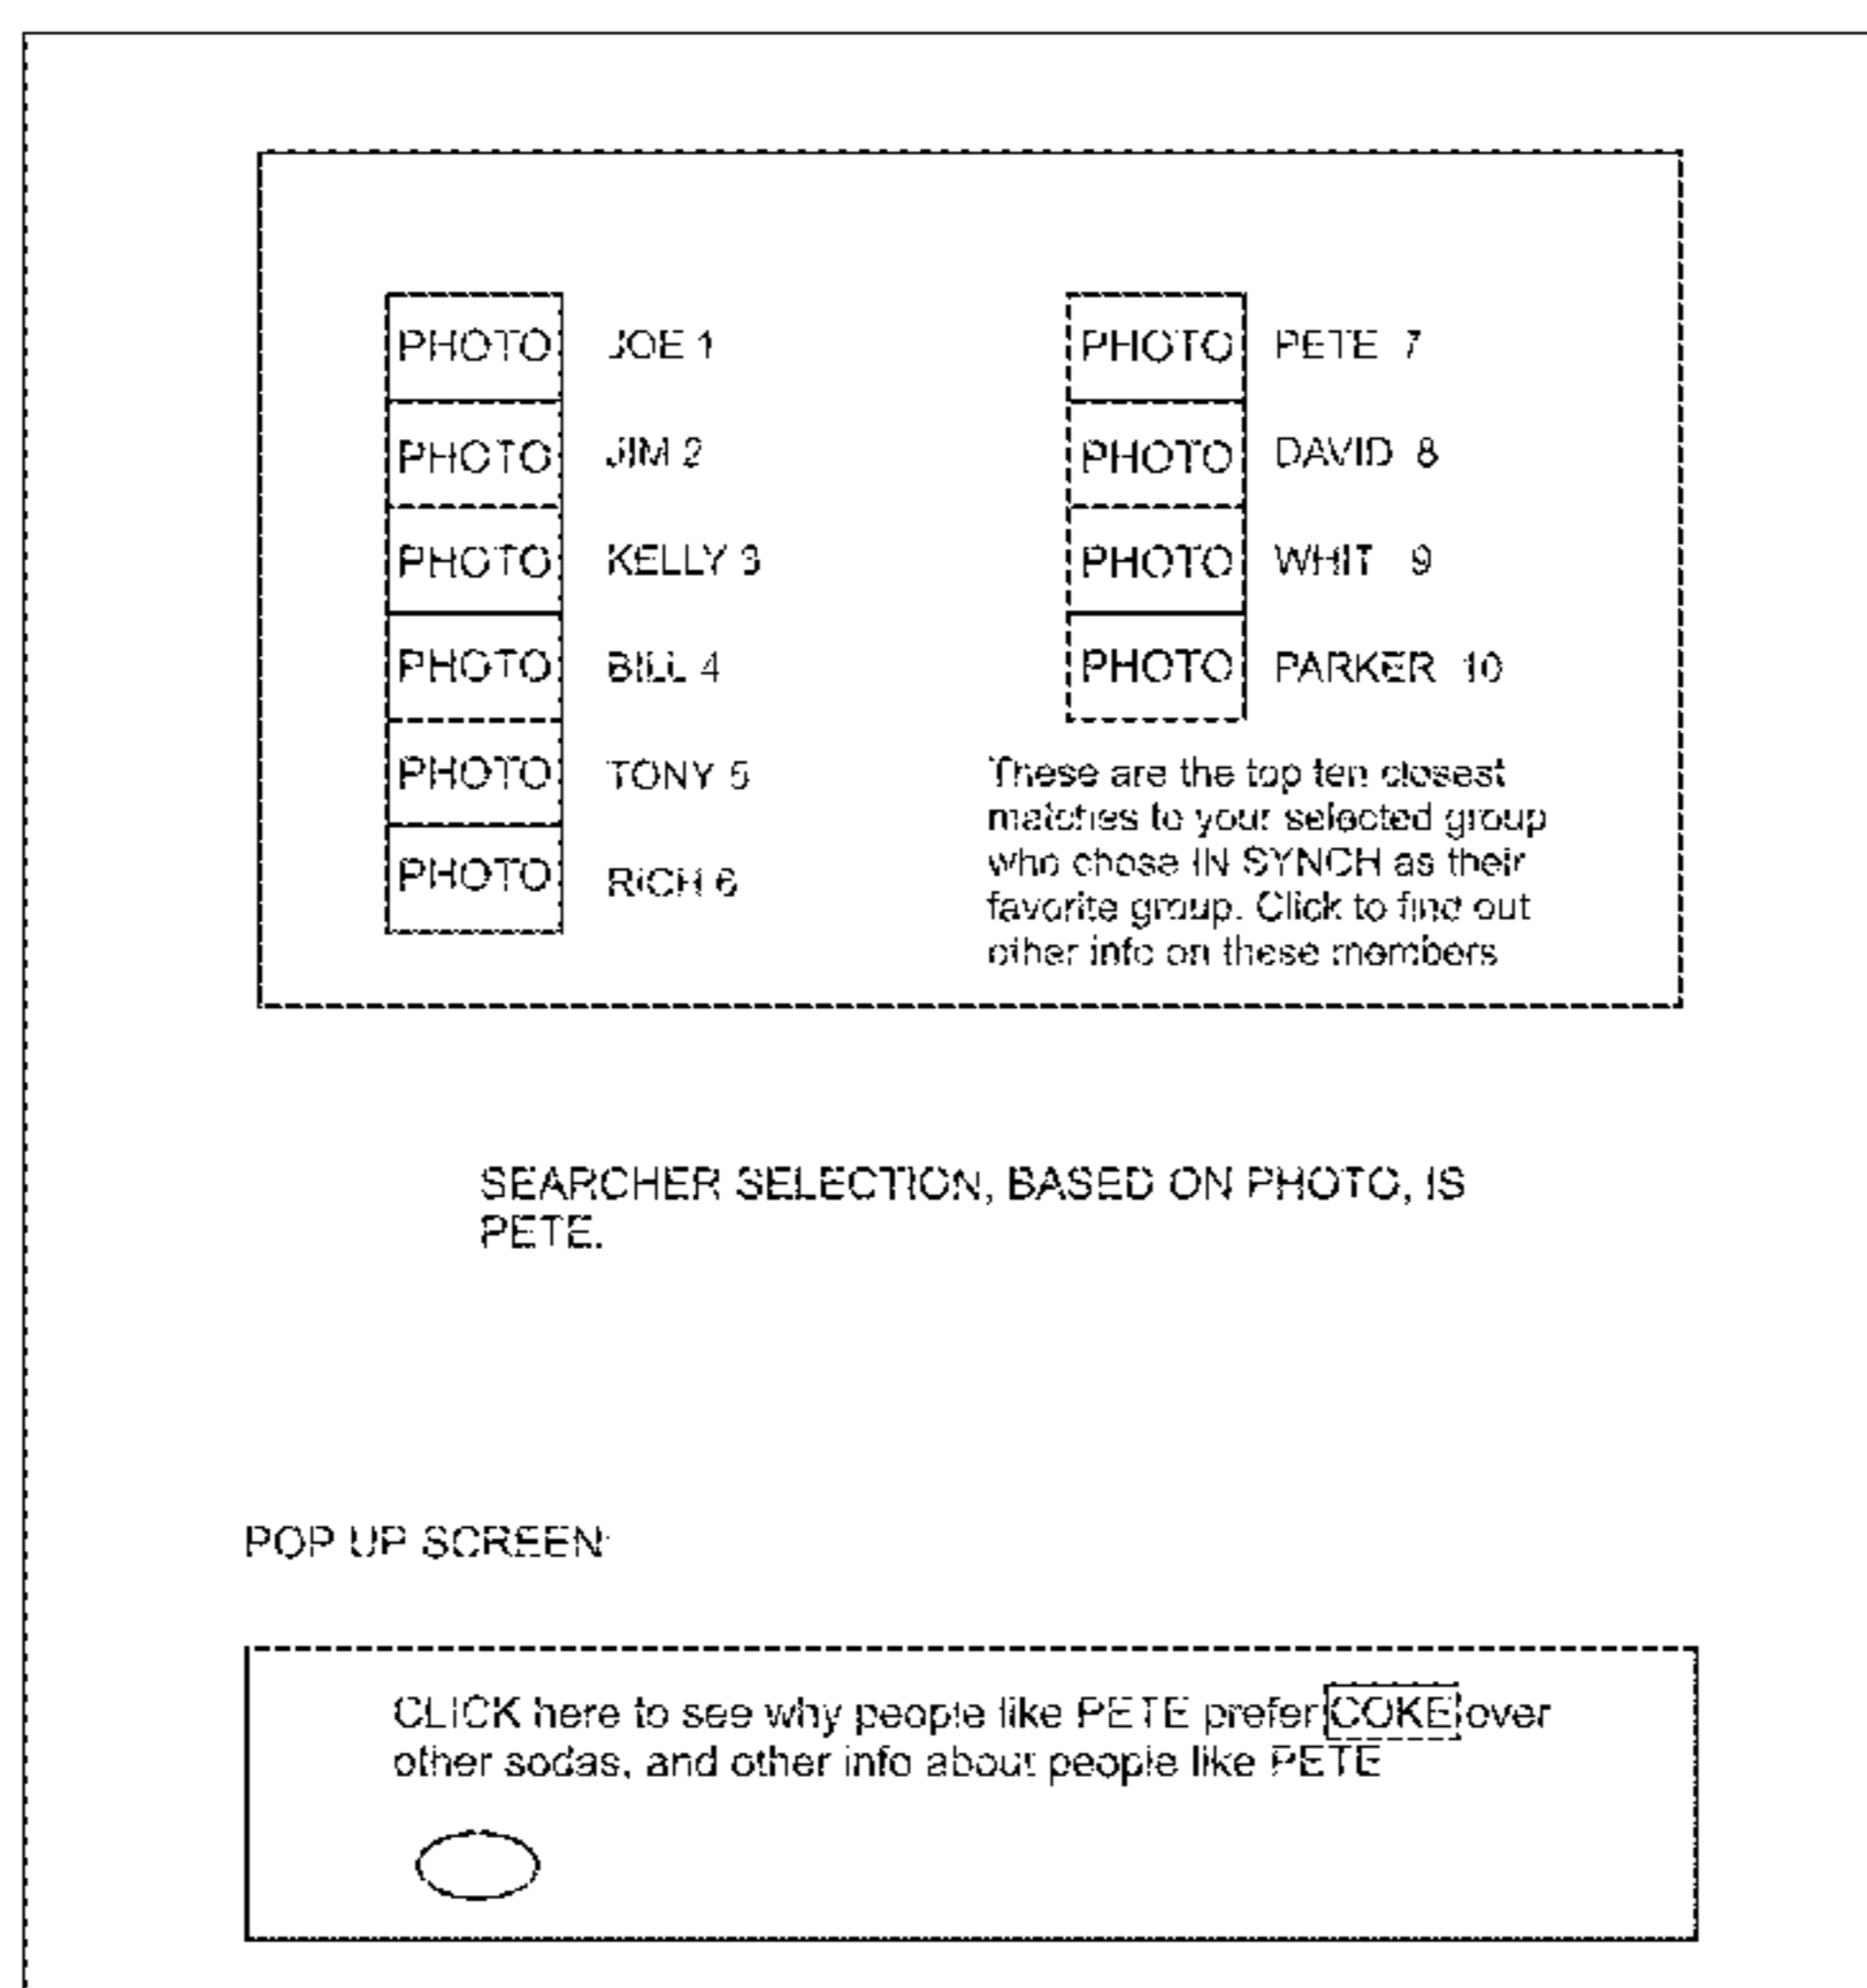 PHOTO JOE 1
PHOTO JIM 2
PHOTO KELLY 3
PHOTO BILL 4
PHOTO TONY 5
PHOTO RICH 6
PHOTO PETE 7
PHOTO DAVID 8
PHOTO WHIT 9
PHOTO PARKER 10
These are the top ten closest
matches to your selected group
who chose IN SYNCH as their
favorite group. Click to find out
other info on these members
SEARCHER SELECTION, BASED ON PHOTO, IS
PETE.
POP UP SCREEN:
CLICK here to see why people like PETE prefer COKE over
other sodas, and other info about people like PETE